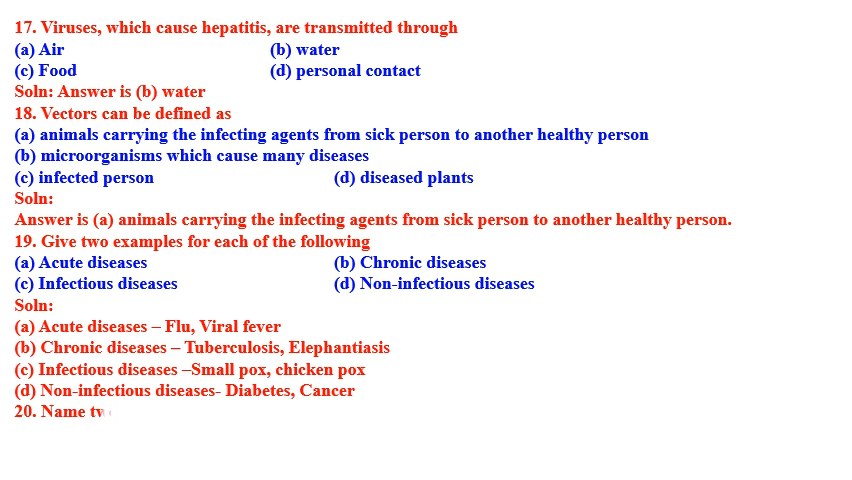 17. Viruses, which cause hepatitis, are transmitted through
(a) Air (b) water
(c) Food (d) personal contact
Soln: Answer is (b) water
18. Vectors can be defined as
(a) animals carrying the infecting agents from sick person to another healthy person
(b) microorganisms which cause many diseases
(c) infected person (d) diseased plants
Soln:
Answer is (a) animals carrying the infecting agents from sick person to another healthy person.
19. Give two examples for each of the following
(a) Acute diseases (b) Chronic diseases
(c) Infectious diseases (d) Non-infectious diseases
Soln:
(a) Acute diseases – Flu, Viral fever
(b) Chronic diseases – Tuberculosis, Elephantiasis
(c) Infectious diseases –Small pox, chicken pox
(d) Non-infectious diseases- Diabetes, Cancer
20. Name